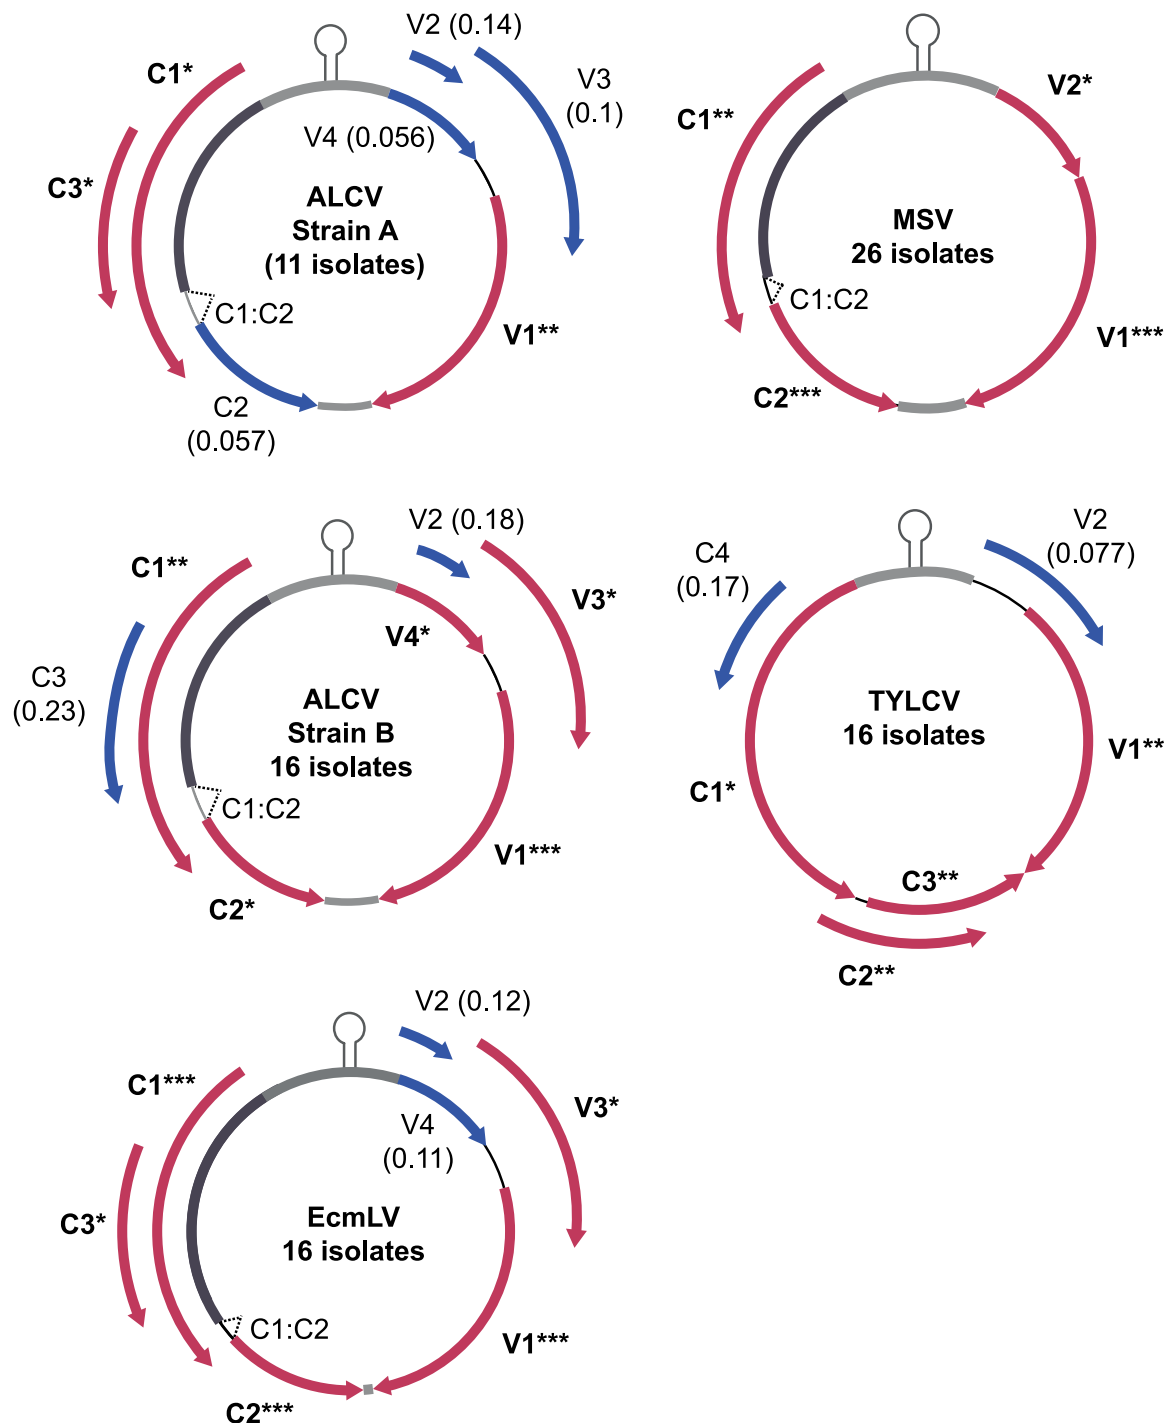 V2 (0.14)
C1*
V3
(0.1)
V4 (0.056)
C3*
ALCV
Strain A
(11 isolates)
C1:C2
V1**
C2
(0.057)
V2*
C1**
MSV
26 isolates
C1:C2
V1***
C2***
V2 (0.18)
C1**
V3*
V4*
C3
(0.23)
ALCV
Strain B
16 isolates
C1:C2
V1***
C2*
C4
(0.17)
V2
(0.077)
TYLCV
16 isolates
V1**
C1*
C3**
C2**
V2 (0.12)
C1***
V3*
V4
(0.11)
C3*
EcmLV
16 isolates
C1:C2
V1***
C2***